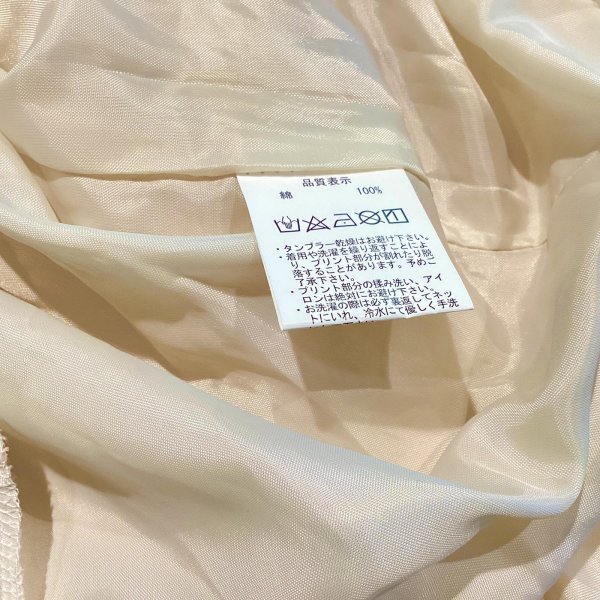 品質表示
綿 100%
・タンブラー乾燥はお避け下さい。
・着用や洗濯を繰り返すことによ
り、プリント部分が割れたり脱
落することがあります。予めご
了承下さい。
・プリント部分の揉み洗い、アイ
ロンは絶対にお避け下さい。
・お洗濯の際は必ず裏返してネッ
トにいれ、冷水にて優しく手洗